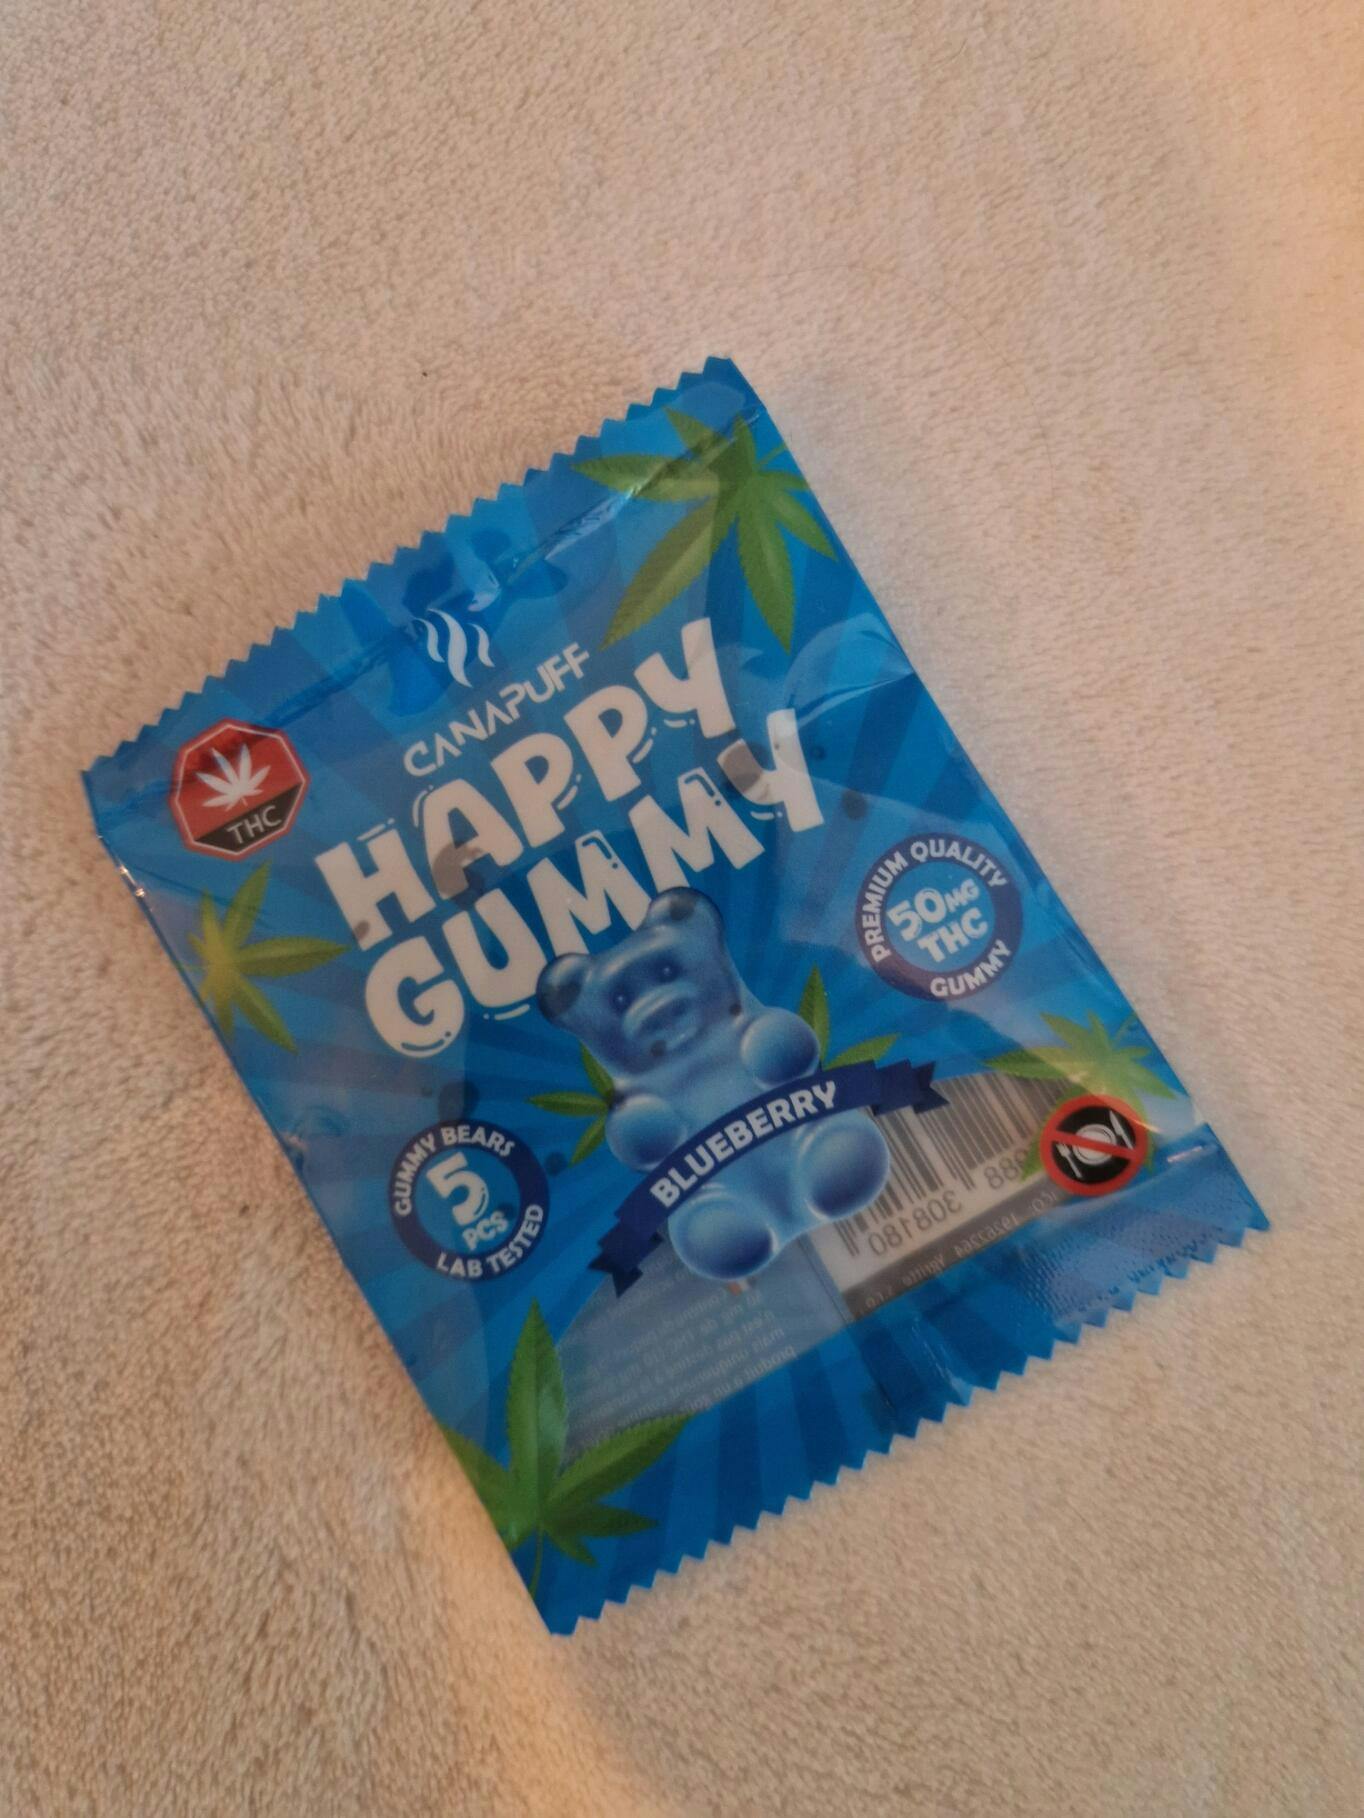 CANAPUFF
HAPPY
GUMMY
THC
PREMIUM QUALITY
50MG
THC
GUMMY
GUMMY BEARS
5
PCS
LAB TESTED
BLUEBERRY
308180